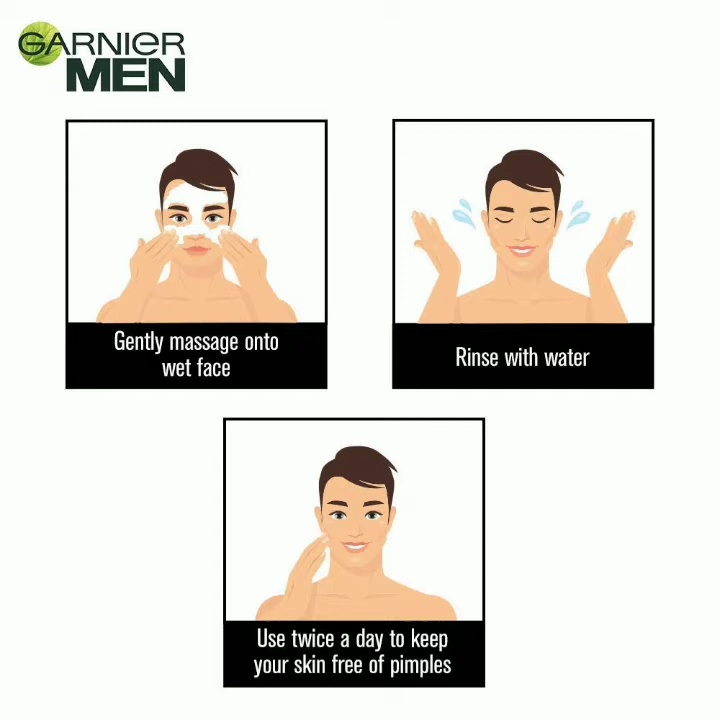 GARNIER
MEN
Gently massage onto
wet face
Rinse with water
Use twice a day to keep
your skin free of pimples